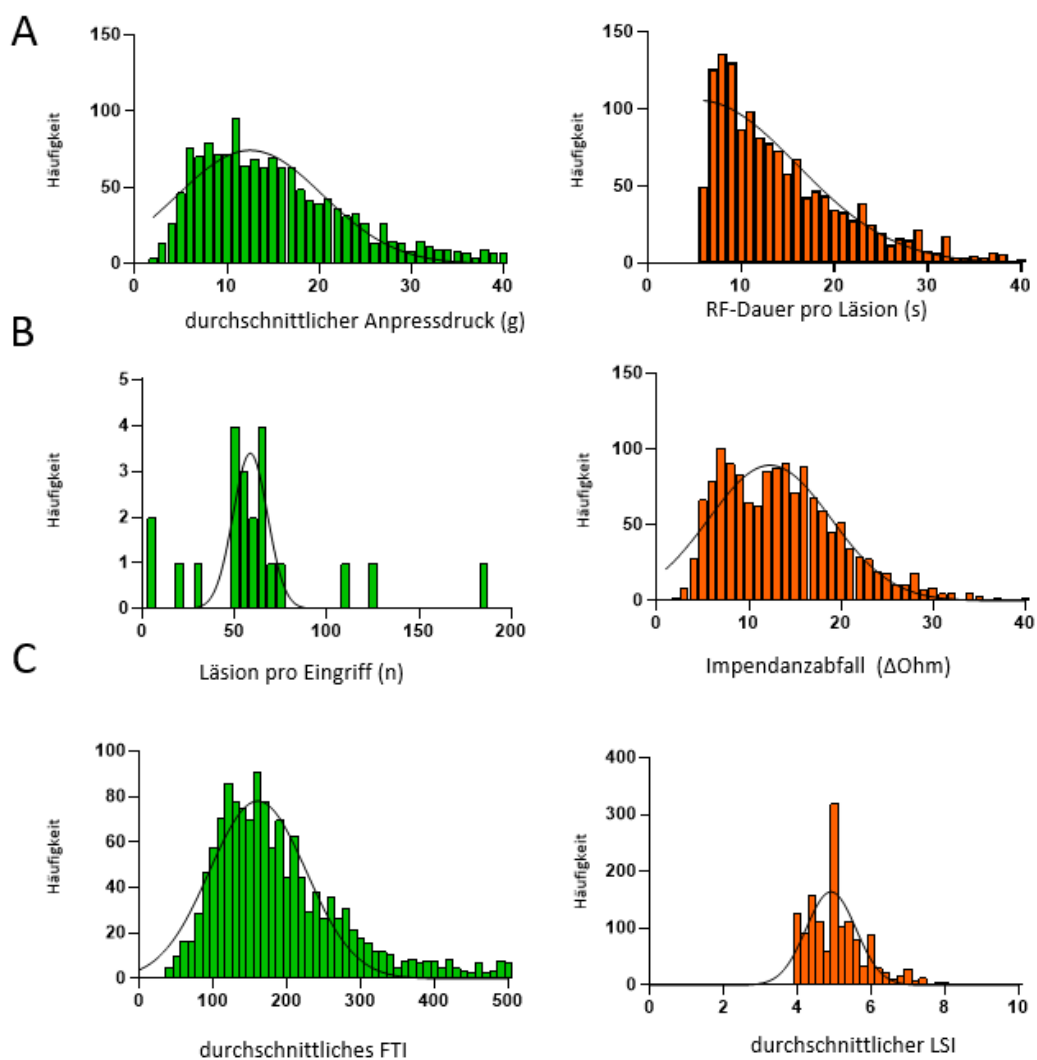 A
150
100
50
0
Häufigkeit
0 10 20 30 40
durchschnittlicher Anpressdruck (g)
150
100
50
0
Häufigkeit
0 10 20 30 40
RF-Dauer pro Läsion (s)
B
5
4
3
2
1
0
Häufigkeit
0 50 100 150 200
Läsion pro Eingriff (n)
150
100
50
0
Häufigkeit
0 10 20 30 40
Impendanzabfall (ΔOhm)
C
100
80
60
40
20
0
Häufigkeit
0 100 200 300 400 500
durchschnittliches FTI
400
300
200
100
0
Häufigkeit
0 2 4 6 8 10
durchschnittlicher LSI